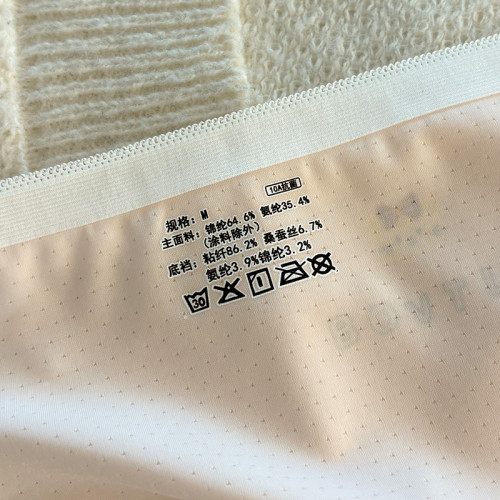 10A抗菌
规格: M
主面料: 锦纶64.6% 氨纶35.4%
(涂料除外)
底裆: 粘纤86.2% 桑蚕丝6.7%
氨纶3.9%锦纶3.2%
30